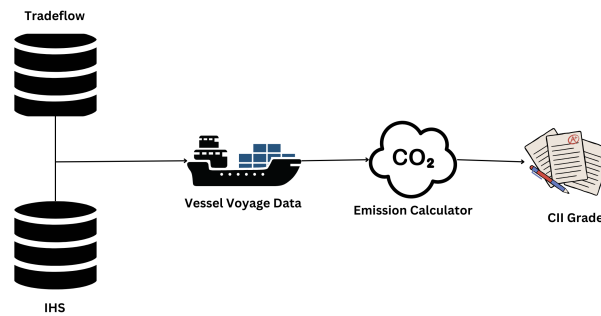 Tradeflow
CO₂
Vessel Voyage Data
Emission Calculator
CII Grade
IHS